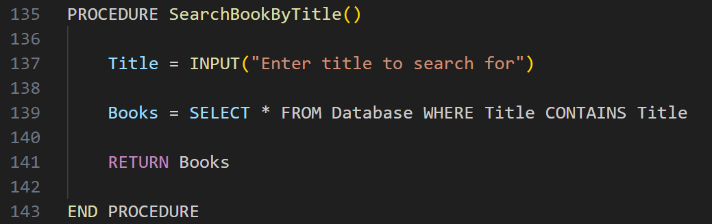 135 PROCEDURE SearchBookByTitle()
136
137     Title = INPUT("Enter title to search for")
138
139     Books = SELECT * FROM Database WHERE Title CONTAINS Title
140
141     RETURN Books
142
143 END PROCEDURE